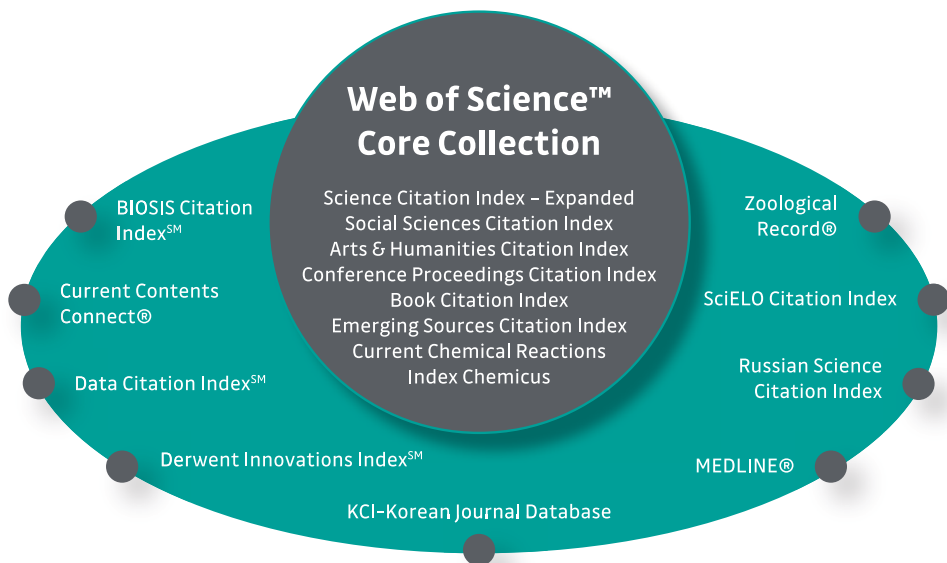 Web of Science™
Core Collection
Science Citation Index – Expanded
Social Sciences Citation Index
Arts & Humanities Citation Index
Conference Proceedings Citation Index
Book Citation Index
Emerging Sources Citation Index
Current Chemical Reactions
Index Chemicus
BIOSIS Citation
Index℠
Current Contents
Connect®
Data Citation Index℠
Derwent Innovations Index℠
KCI-Korean Journal Database
Zoological
Record®
SciELO Citation Index
Russian Science
Citation Index
MEDLINE®